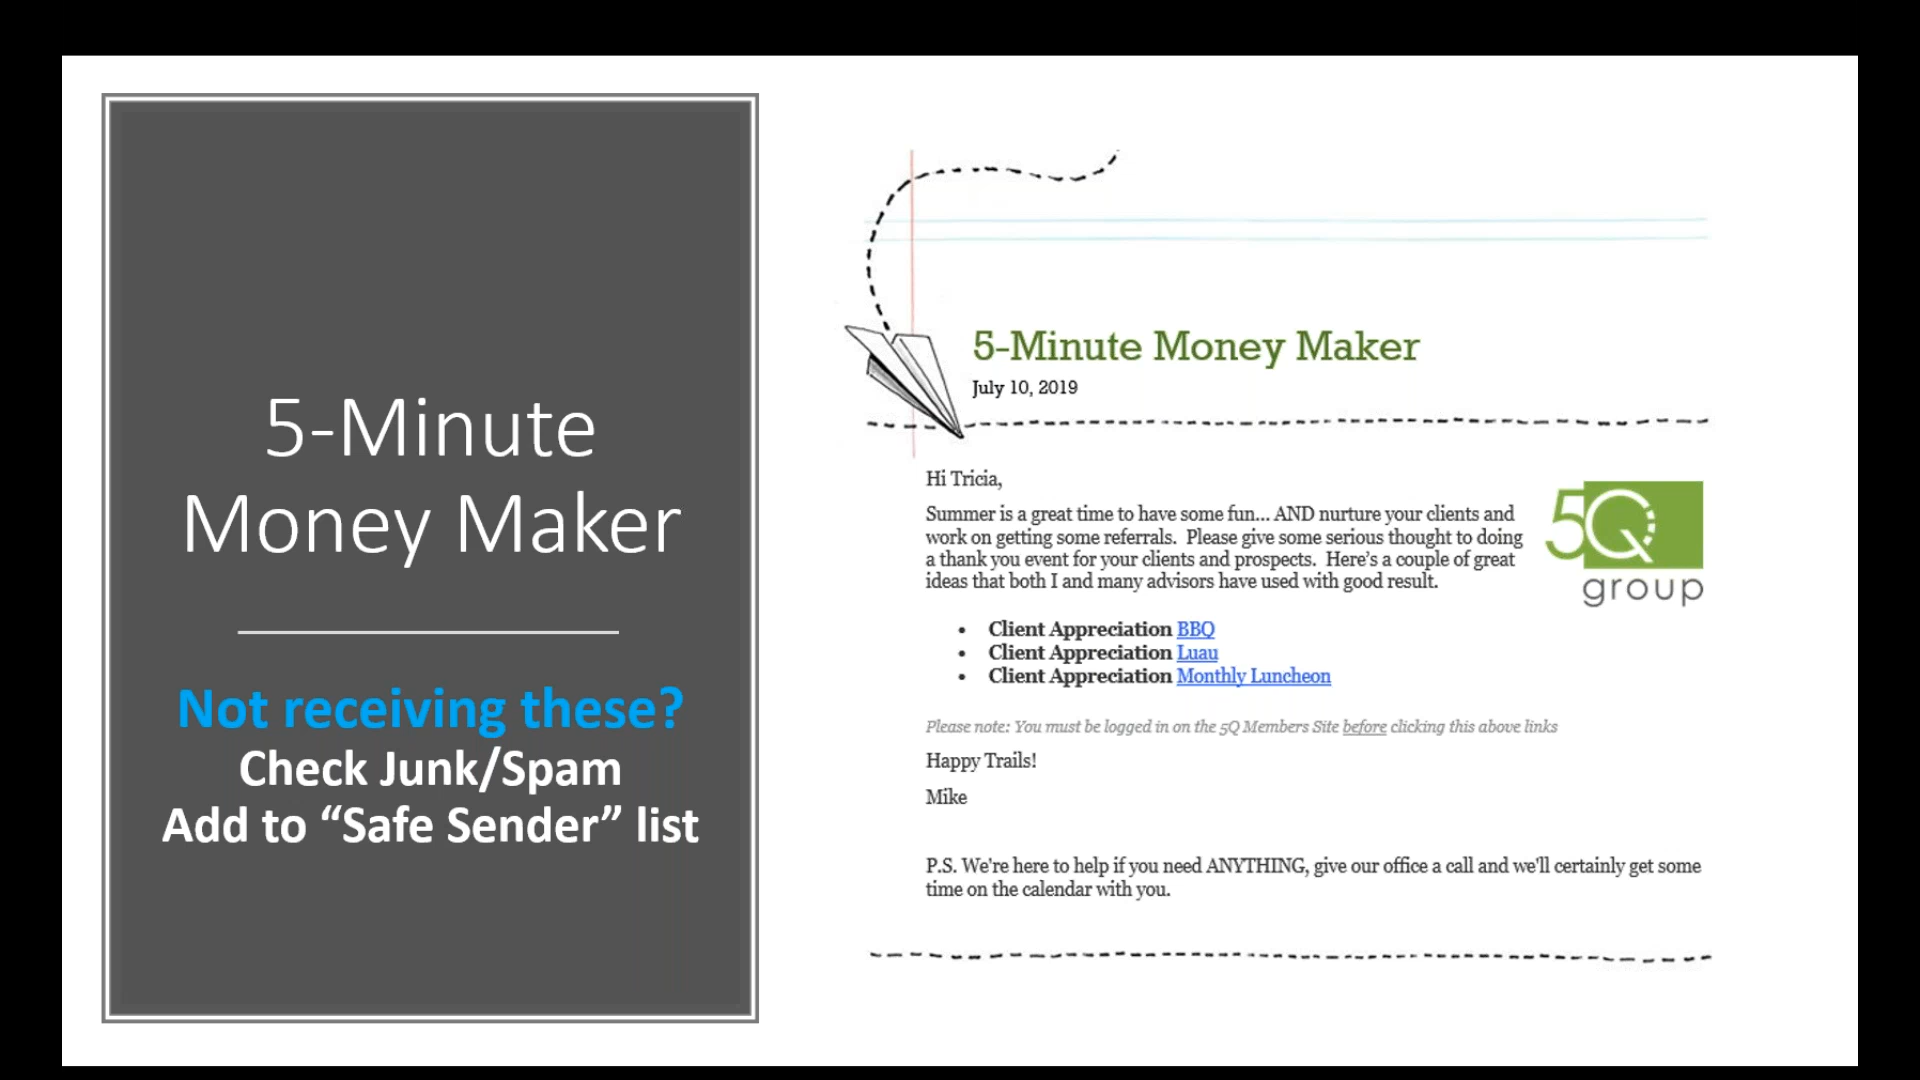 5-Minute
Money Maker
Not receiving these?
Check Junk/Spam
Add to “Safe Sender” list
5-Minute Money Maker
July 10, 2019
Hi Tricia,
Summer is a great time to have some fun... AND nurture your clients and
work on getting some referrals.  Please give some serious thought to doing
a thank you event for your clients and prospects.  Here's a couple of great
ideas that both I and many advisors have used with good result.
5Q
group
• Client Appreciation BBQ
• Client Appreciation Luau
• Client Appreciation Monthly Luncheon
Please note: You must be logged in on the 5Q Members Site before clicking this above links
Happy Trails!
Mike
P.S. We're here to help if you need ANYTHING, give our office a call and we'll certainly get some
time on the calendar with you.